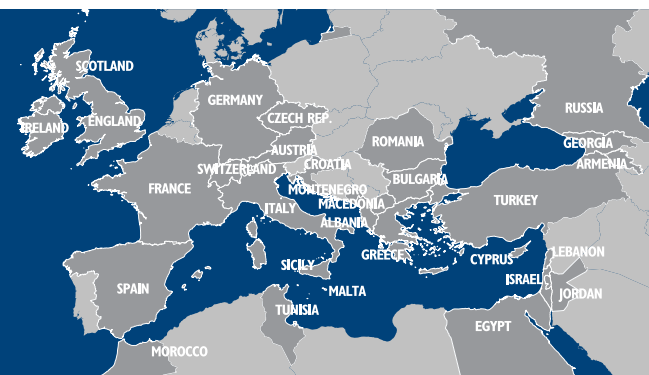 SCOTLAND
IRELAND
ENGLAND
GERMANY
CZECH REP.
RUSSIA
AUSTRIA
ROMANIA
GEORGIA
SWITZERLAND
CROATIA
ARMENIA
FRANCE
MONTENEGRO
BULGARIA
TURKEY
ITALY
MACEDONIA
ALBANIA
GREECE
CYPRUS
LEBANON
SICILY
ISRAEL
SPAIN
MALTA
JORDAN
TUNISIA
EGYPT
MOROCCO